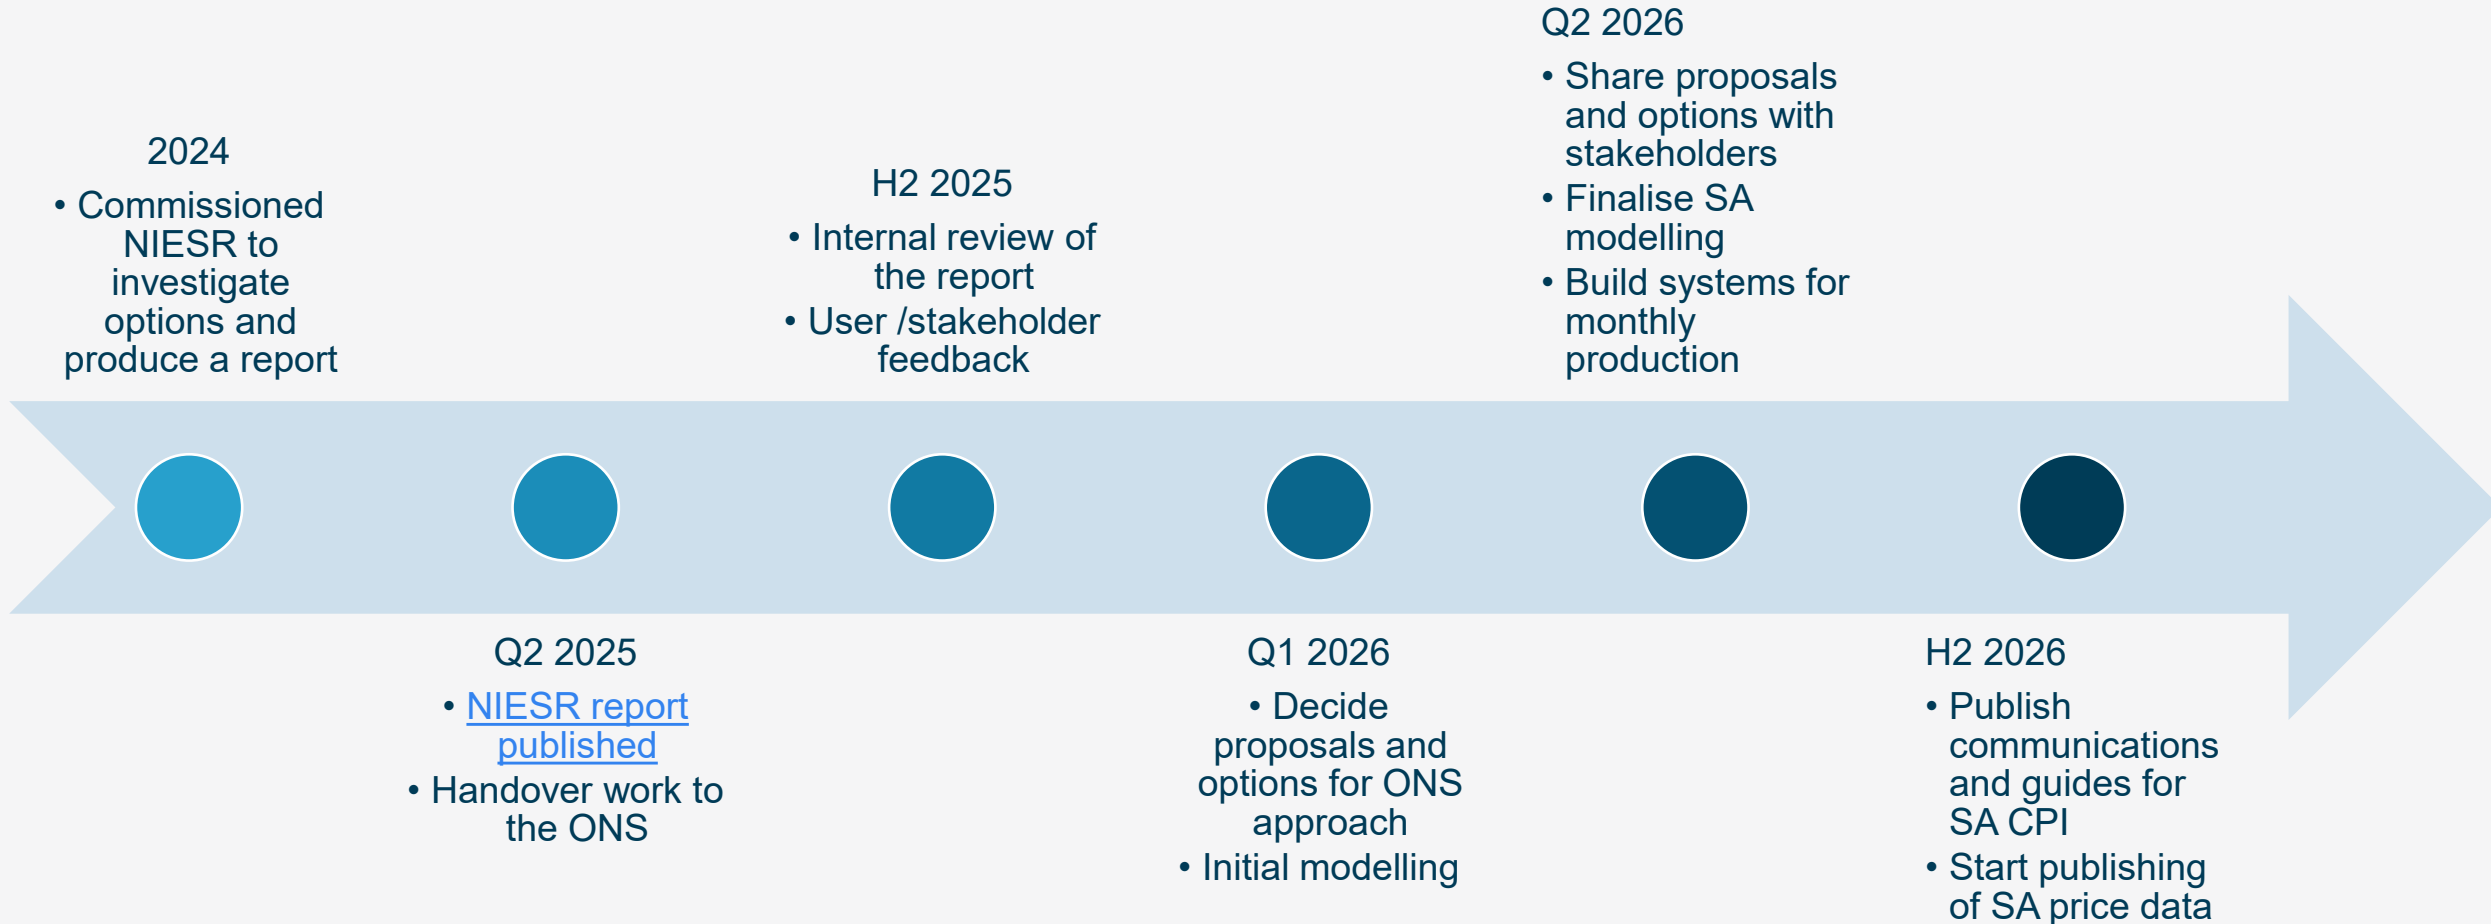 2024
• Commissioned
NIESR to
investigate
options and
produce a report
Q2 2025
• NIESR report
published
• Handover work to
the ONS
H2 2025
• Internal review of
the report
• User /stakeholder
feedback
Q1 2026
• Decide
proposals and
options for ONS
approach
• Initial modelling
Q2 2026
• Share proposals
and options with
stakeholders
• Finalise SA
modelling
• Build systems for
monthly
production
H2 2026
• Publish
communications
and guides for
SA CPI
• Start publishing
of SA price data